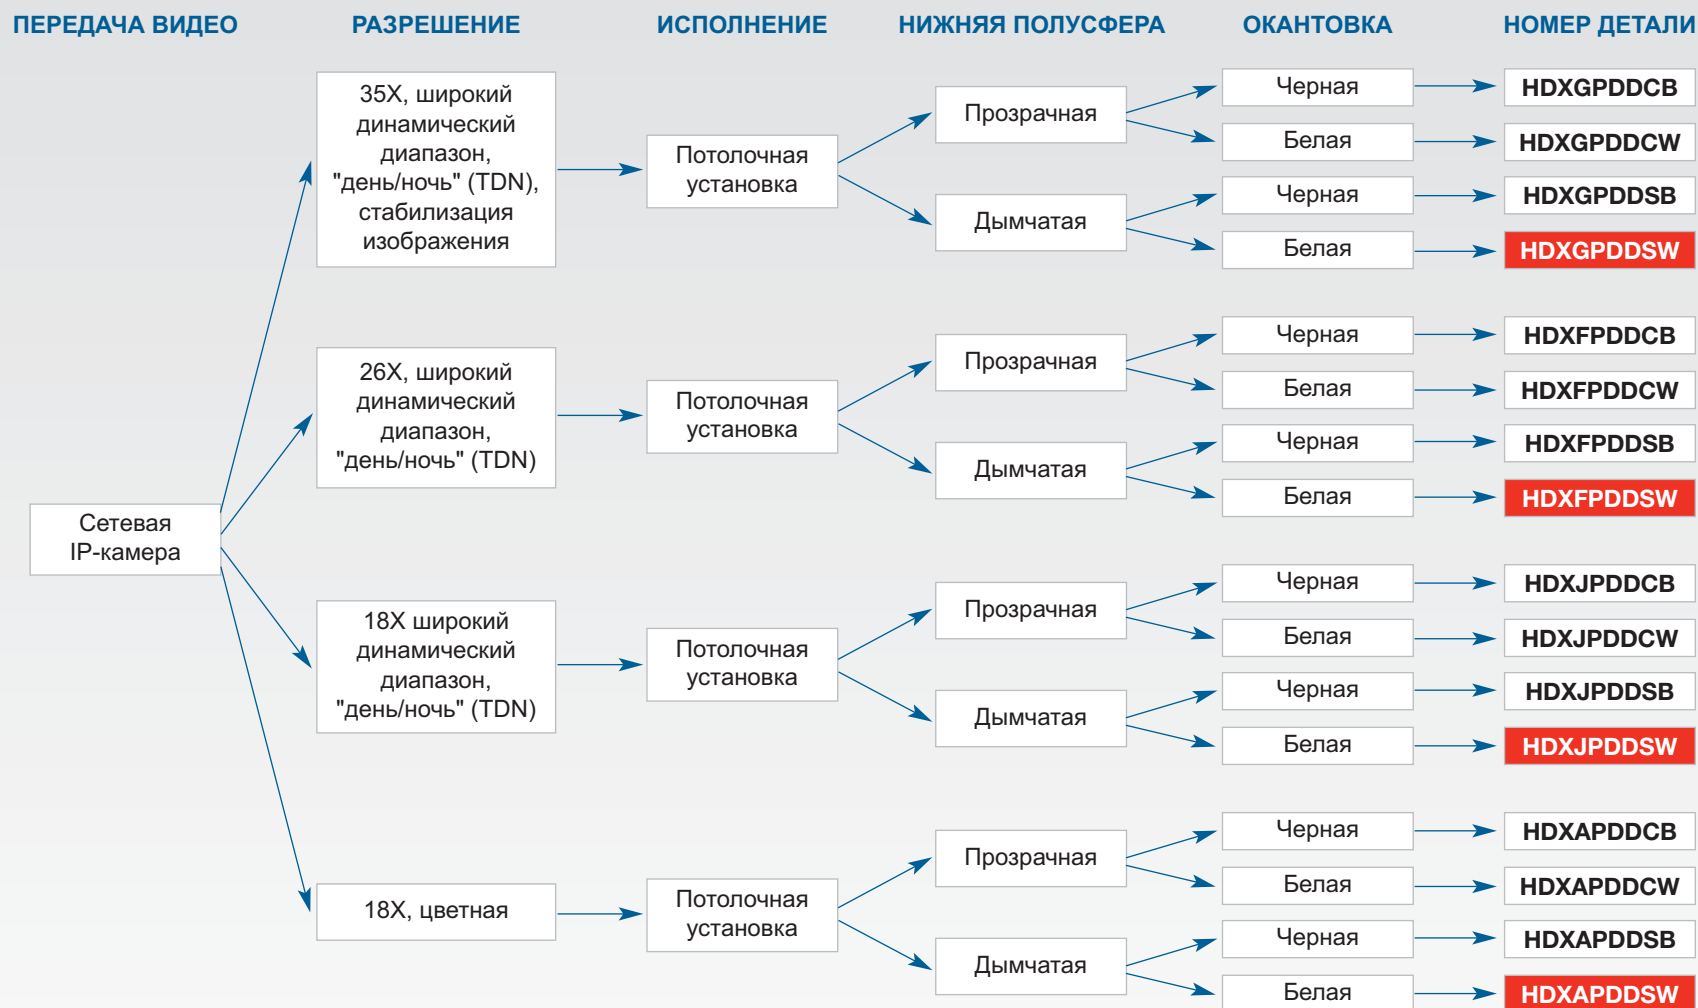 ПЕРЕДАЧА ВИДЕО
РАЗРЕШЕНИЕ
ИСПОЛНЕНИЕ
НИЖНЯЯ ПОЛУСФЕРА
ОКАНТОВКА
НОМЕР ДЕТАЛИ
Сетевая
IP-камера
35X, широкий
динамический
диапазон,
"день/ночь" (TDN),
стабилизация
изображения
Потолочная
установка
Прозрачная
Черная
HDXGPDDCB
Белая
HDXGPDDCW
Дымчатая
Черная
HDXGPDDSB
Белая
HDXGPDDSW
26X, широкий
динамический
диапазон,
"день/ночь" (TDN)
Потолочная
установка
Прозрачная
Черная
HDXFPDDCB
Белая
HDXFPDDCW
Дымчатая
Черная
HDXFPDDSB
Белая
HDXFPDDSW
18X широкий
динамический
диапазон,
"день/ночь" (TDN)
Потолочная
установка
Прозрачная
Черная
HDXJPDDCB
Белая
HDXJPDDCW
Дымчатая
Черная
HDXJPDDSB
Белая
HDXJPDDSW
18X, цветная
Потолочная
установка
Прозрачная
Черная
HDXAPDDCB
Белая
HDXAPDDCW
Дымчатая
Черная
HDXAPDDSB
Белая
HDXAPDDSW